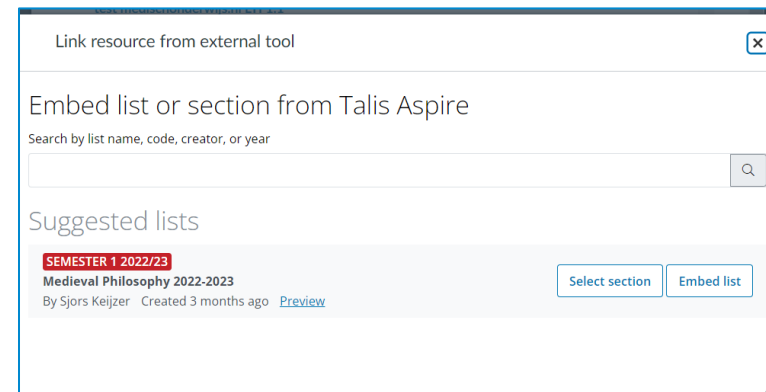 Link resource from external tool
Embed list or section from Talis Aspire
Search by list name, code, creator, or year
Suggested lists
SEMESTER 1 2022/23
Medieval Philosophy 2022-2023
By Sjors Keijzer Created 3 months ago Preview
Select section Embed list